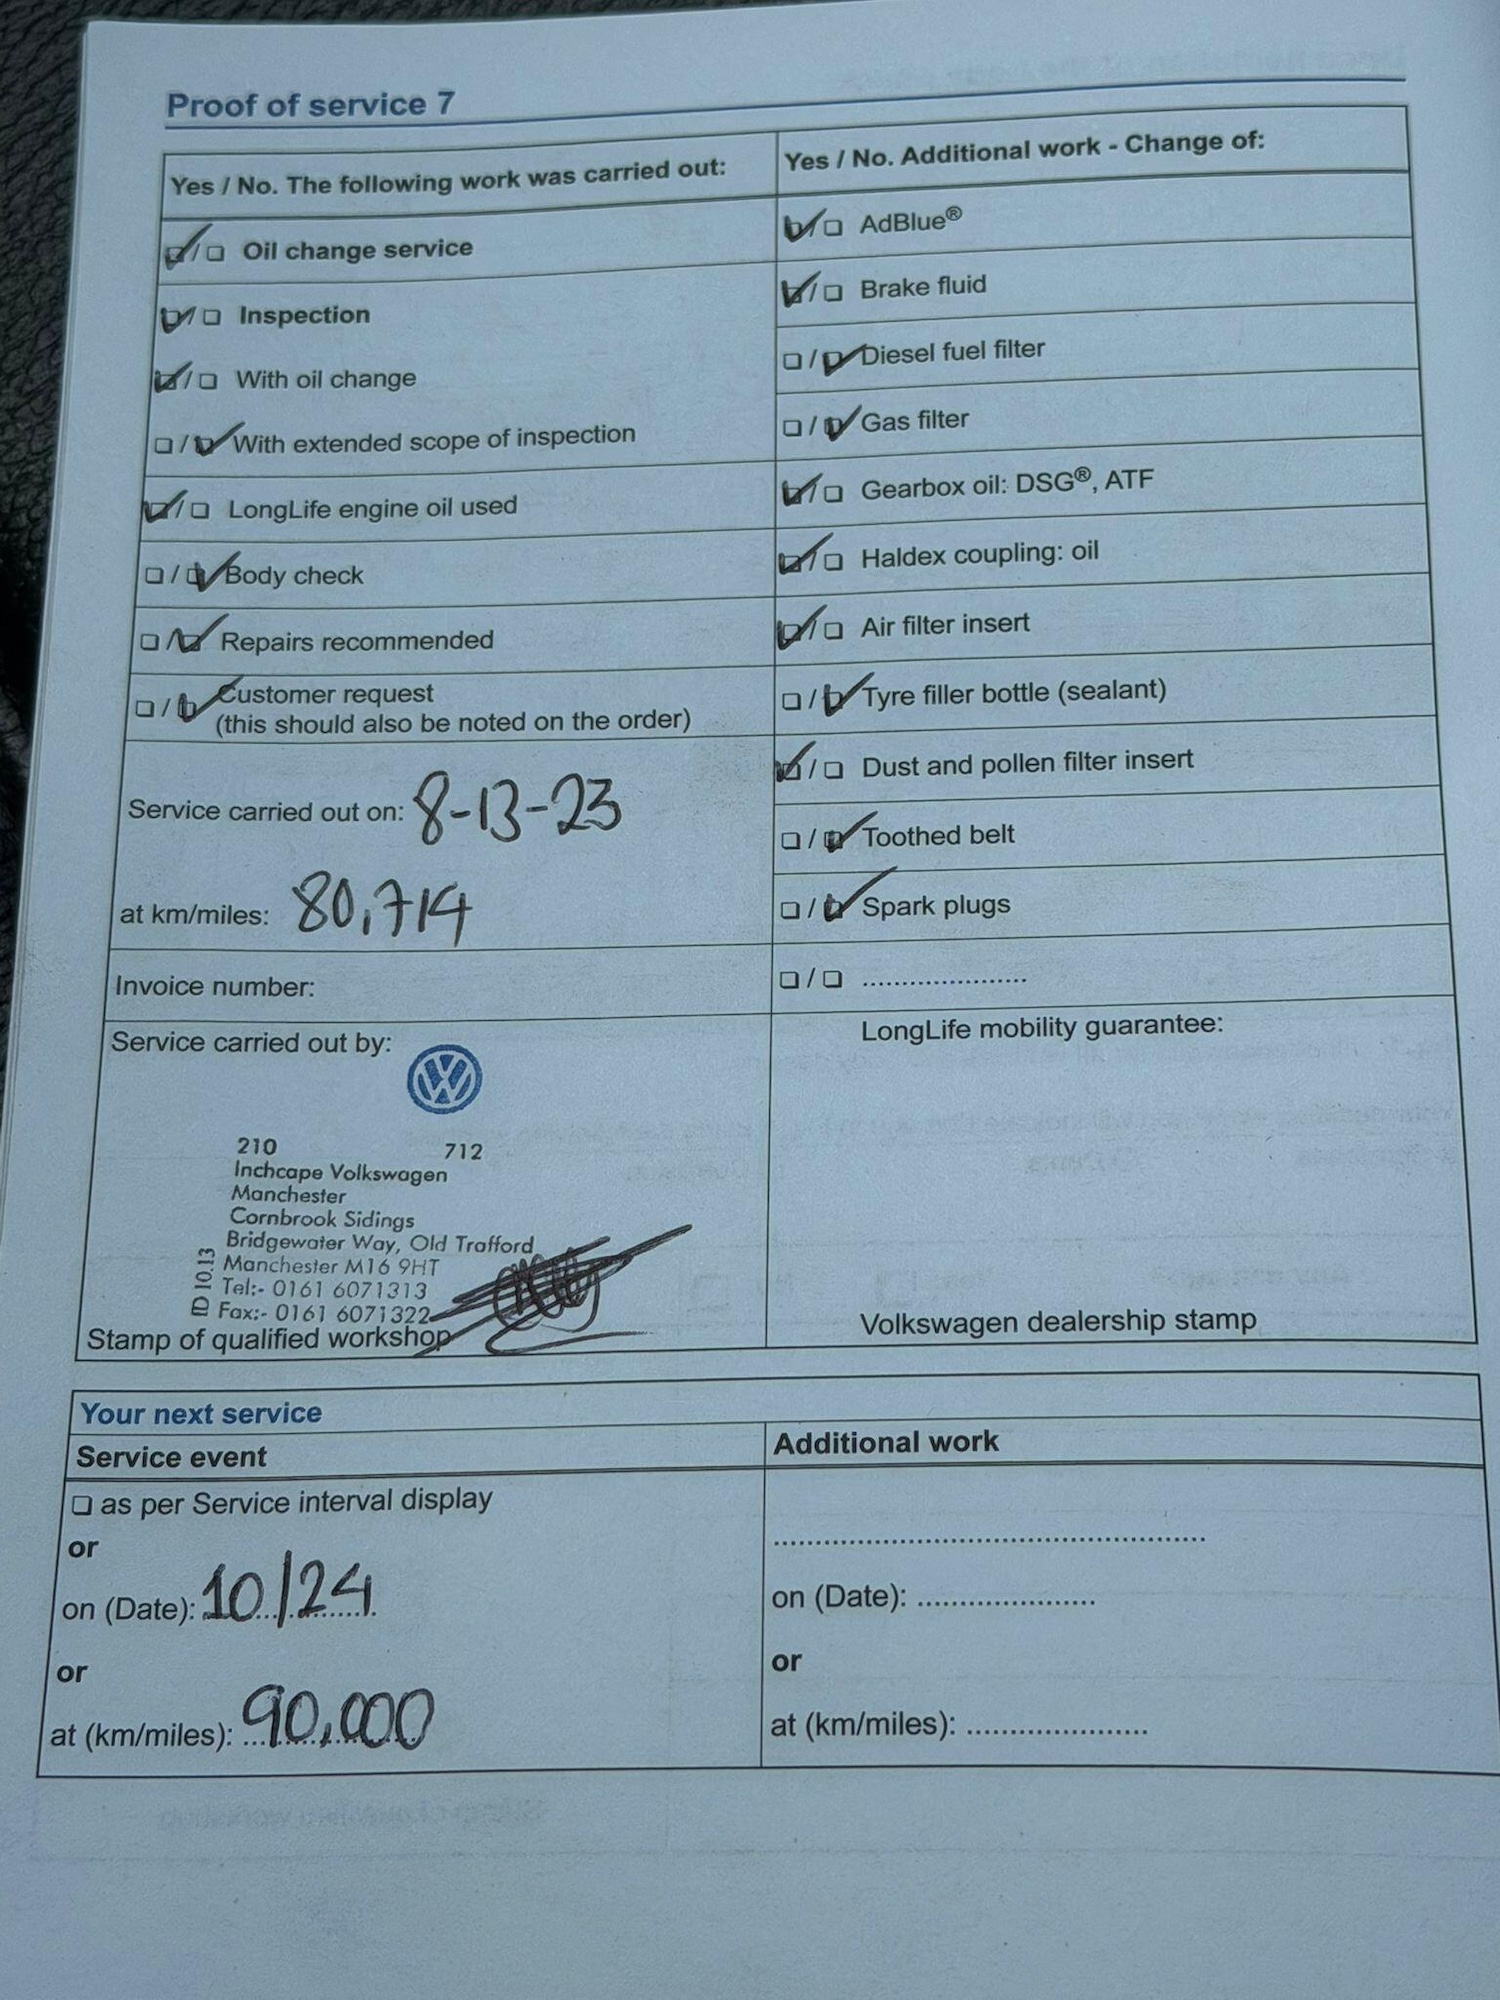 Proof of service 7
Yes / No. The following work was carried out:
Oil change service
Inspection
With oil change
With extended scope of inspection
LongLife engine oil used
Body check
Repairs recommended
Customer request
(this should also be noted on the order)
Service carried out on: 8-13-23
at km/miles: 80,714
Invoice number:
Service carried out by:
210 712
Inchcape Volkswagen
Manchester
Cornbrook Sidings
Bridgewater Way, Old Trafford
Manchester M16 9HT
Tel:- 0161 6071313
Fax:- 0161 6071322
ID 10.13
Stamp of qualified workshop
Yes / No. Additional work - Change of:
AdBlue®
Brake fluid
Diesel fuel filter
Gas filter
Gearbox oil: DSG®, ATF
Haldex coupling: oil
Air filter insert
Tyre filler bottle (sealant)
Dust and pollen filter insert
Toothed belt
Spark plugs
LongLife mobility guarantee:
Volkswagen dealership stamp
Your next service
Service event
as per Service interval display
or
on (Date): 10/24
or
at (km/miles): 90,000
Additional work
on (Date):
or
at (km/miles):